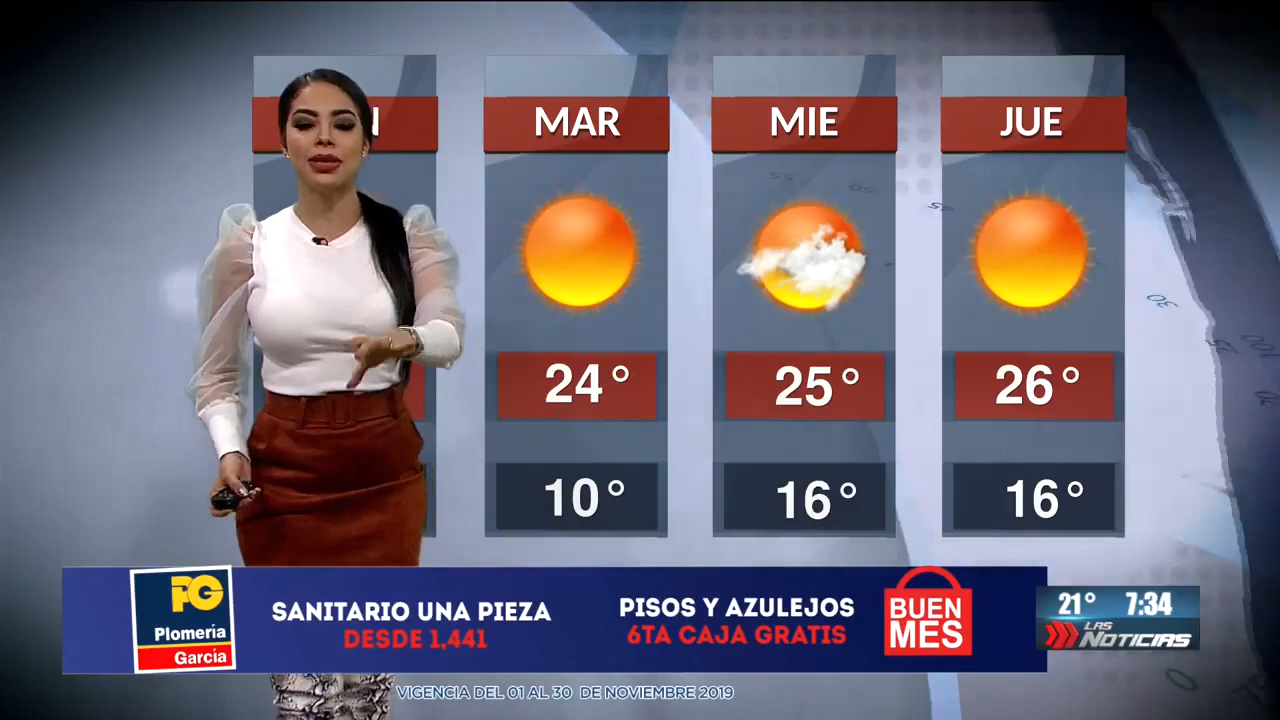 MAR
MIE
JUE
24°
25°
26°
10°
16°
16°
PG
Plomería
García
SANITARIO UNA PIEZA
DESDE 1,441
PISOS Y AZULEJOS
6TA CAJA GRATIS
BUEN
MES
21° 7:34
LAS
NOTICIAS
VIGENCIA DEL 01 AL 30 DE NOVIEMBRE 2019